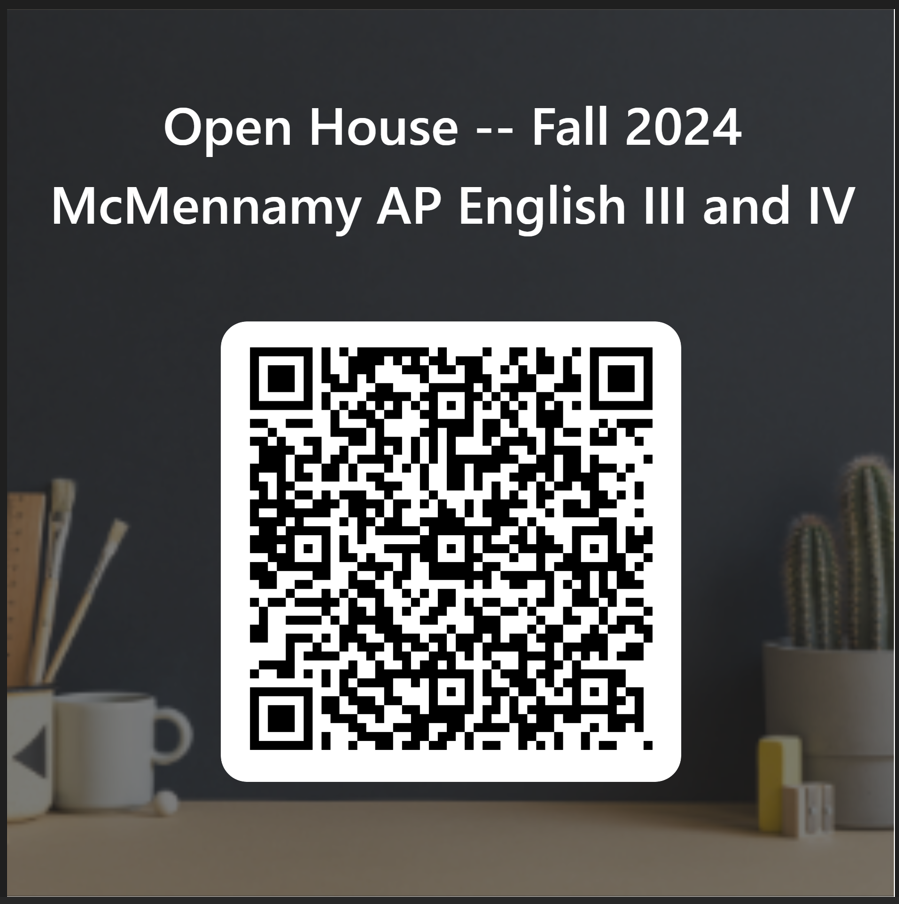 Open House -- Fall 2024
McMennamy AP English III and IV